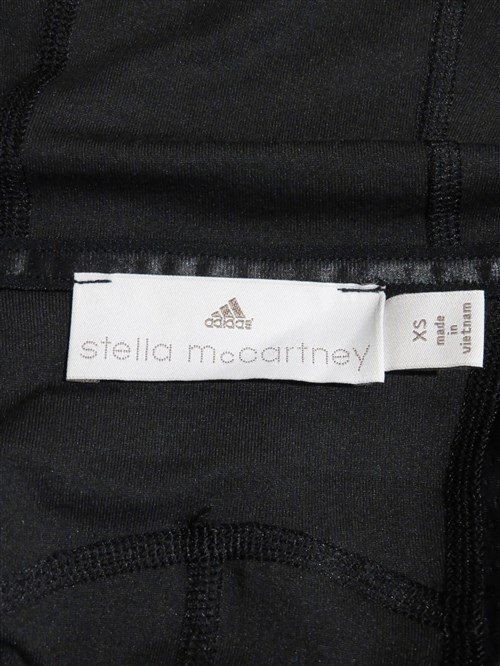 adidas
stella mccartney
XS
made
in
vietnam